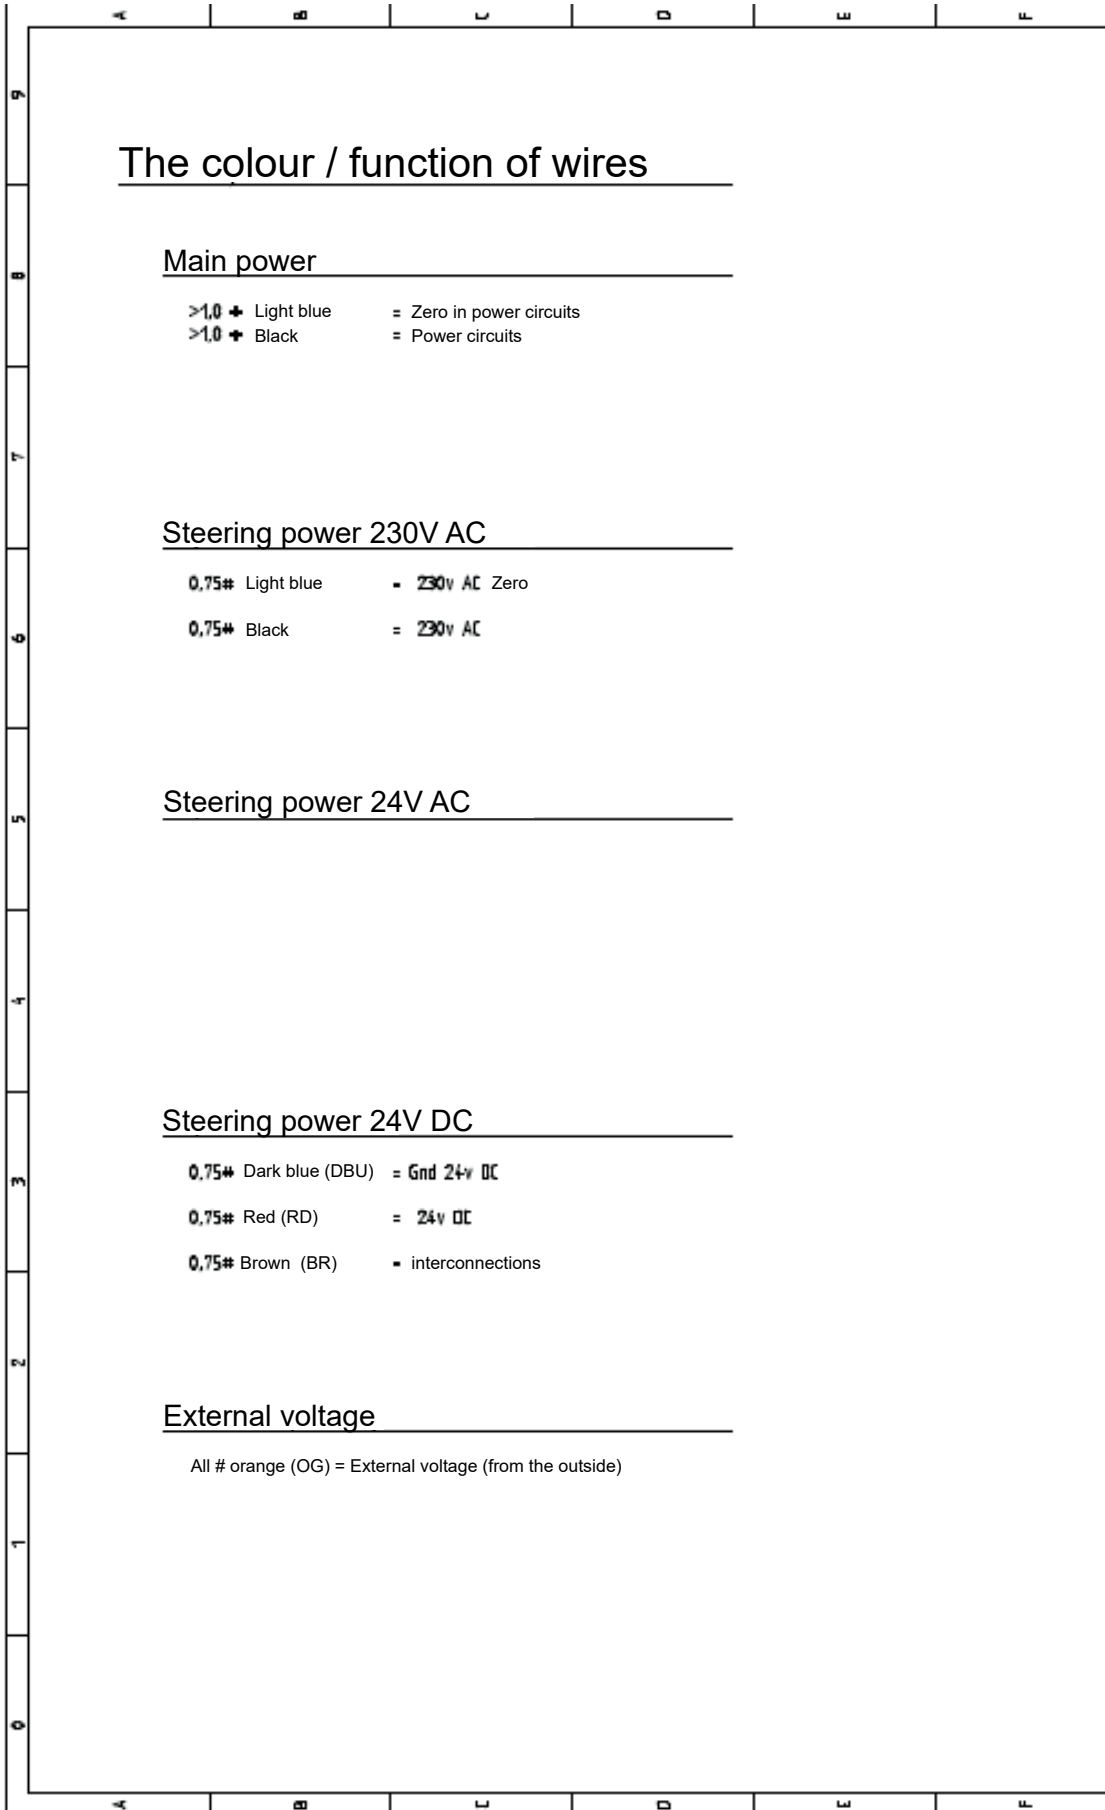 A B C D E F
9
The colour / function of wires
8
Main power
>1,0 + Light blue = Zero in power circuits
>1,0 + Black = Power circuits
7
Steering power 230V AC
0,75# Light blue = 230v AC Zero
0,75# Black = 230v AC
6
Steering power 24V AC
5
4
Steering power 24V DC
0,75# Dark blue (DBU) = Gnd 24v DC
3
0,75# Red (RD) = 24v DC
0,75# Brown (BR) = interconnections
2
External voltage
All # orange (OG) = External voltage (from the outside)
1
0
A B C D E F